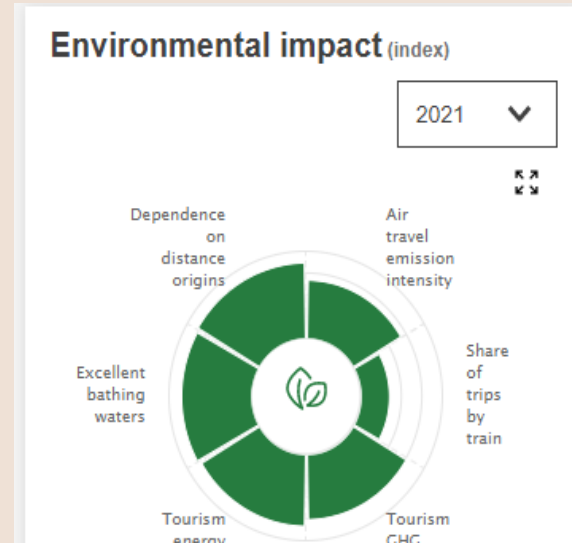 Environmental impact (index)
2021
Dependence
on
distance
origins
Air
travel
emission
intensity
Share
of
trips
by
train
Excellent
bathing
waters
Tourism
energy
Tourism
GHG